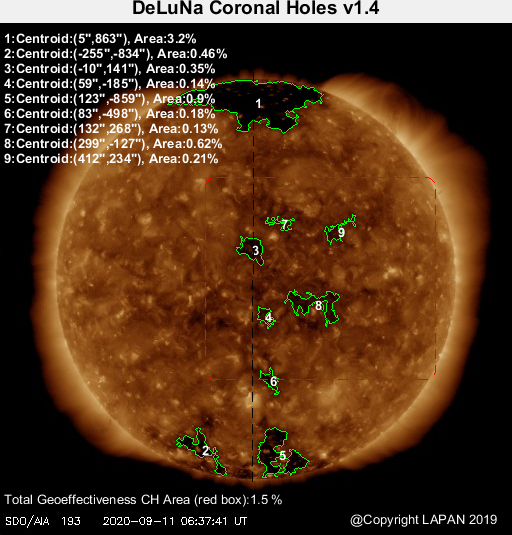 DeLuNa Coronal Holes v1.4
1:Centroid:(5",863"), Area:3.2%
2:Centroid:(-255",-834"), Area:0.46%
3:Centroid:(-10",141"), Area:0.35%
4:Centroid:(59",-185"), Area:0.14%
5:Centroid:(123",-859"), Area:0.9%
6:Centroid:(83",-498"), Area:0.18%
7:Centroid:(132",268"), Area:0.13%
8:Centroid:(299",-127"), Area:0.62%
9:Centroid:(412",234"), Area:0.21%
1
7
9
3
8
4
6
2
5
Total Geoeffectiveness CH Area (red box):1.5 %
SDO/AIA 193 2020-09-11 06:37:41 UT
@Copyright LAPAN 2019